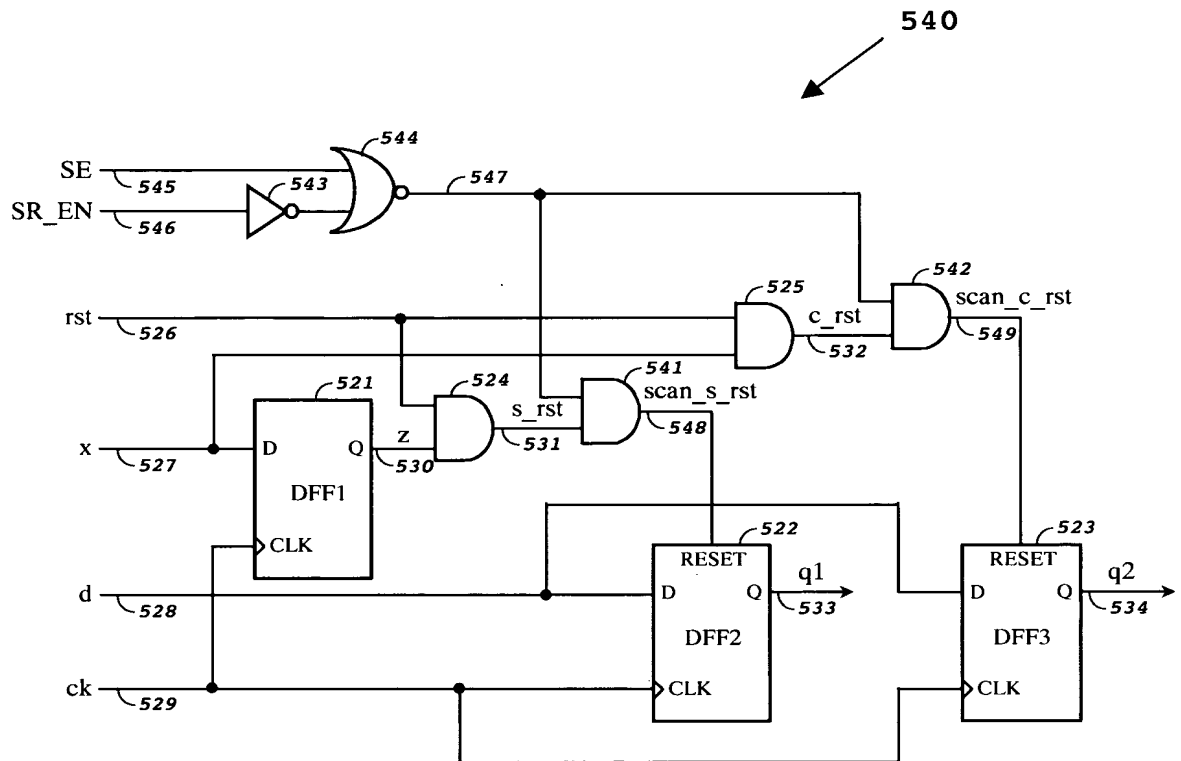 540
544
SE 545 543 547
SR_EN 546
542
525 scan_c_rst
rst 526 c_rst 549
532
541
521 524 scan_s_rst
s_rst
x 527 D Q z 530 531 548
DFF1
CLK 522 523
RESET RESET
d 528 D Q q1 533 D Q q2 534
DFF2 DFF3
ck 529 CLK CLK